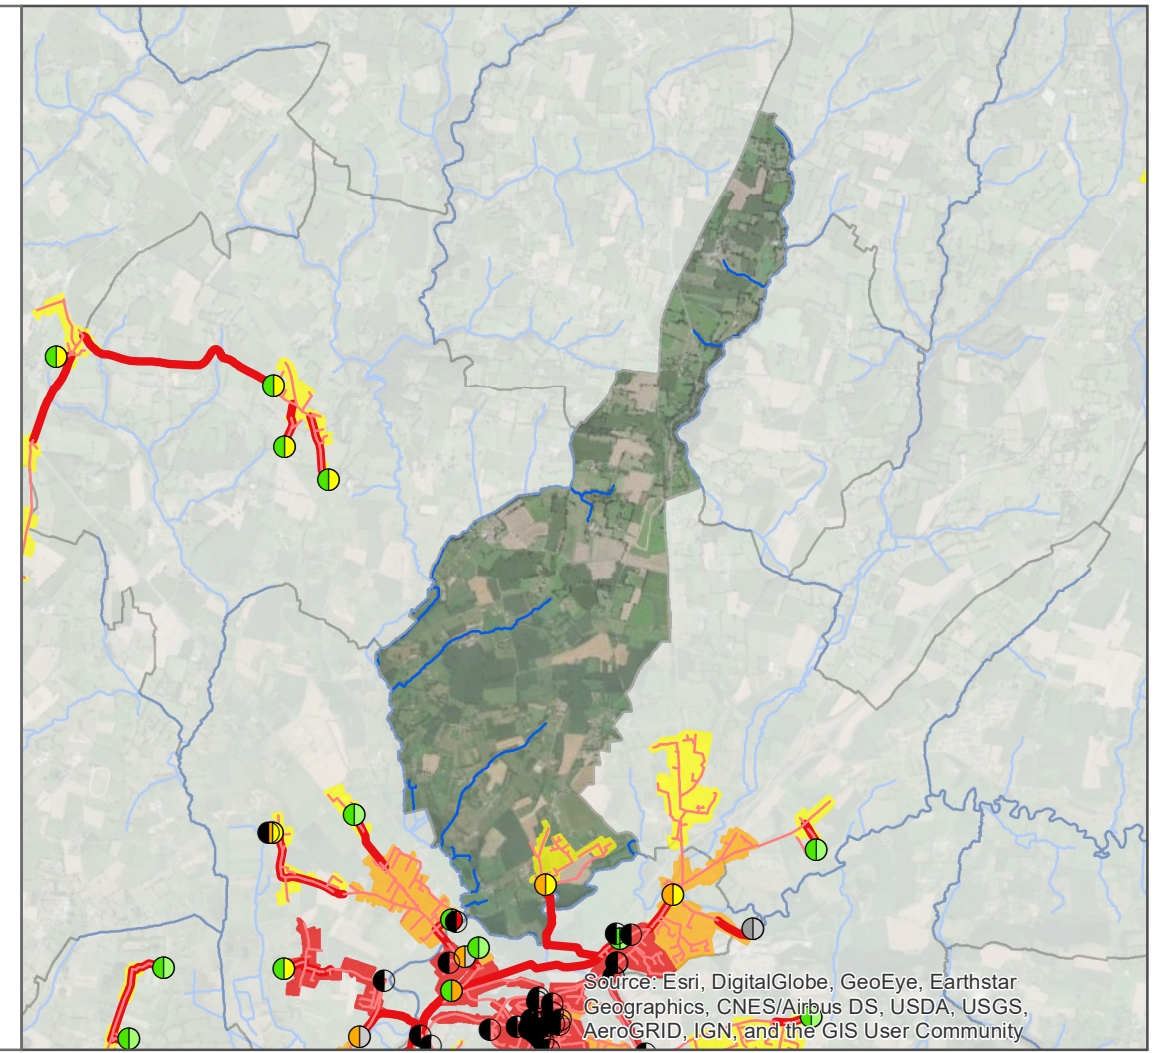 Source: Esri, DigitalGlobe, GeoEye, Earthstar
Geographics, CNES/Airbus DS, USDA, USGS,
AeroGRID, IGN, and the GIS User Community